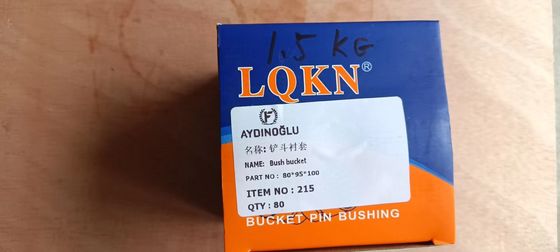 1.5 KG
LQKN®
F
AYDINOĞLU
名称: 铲斗衬套
NAME: Bush bucket
PART NO : 80*95*100
ITEM NO : 215
QTY : 80
BUCKET PIN BUSHING